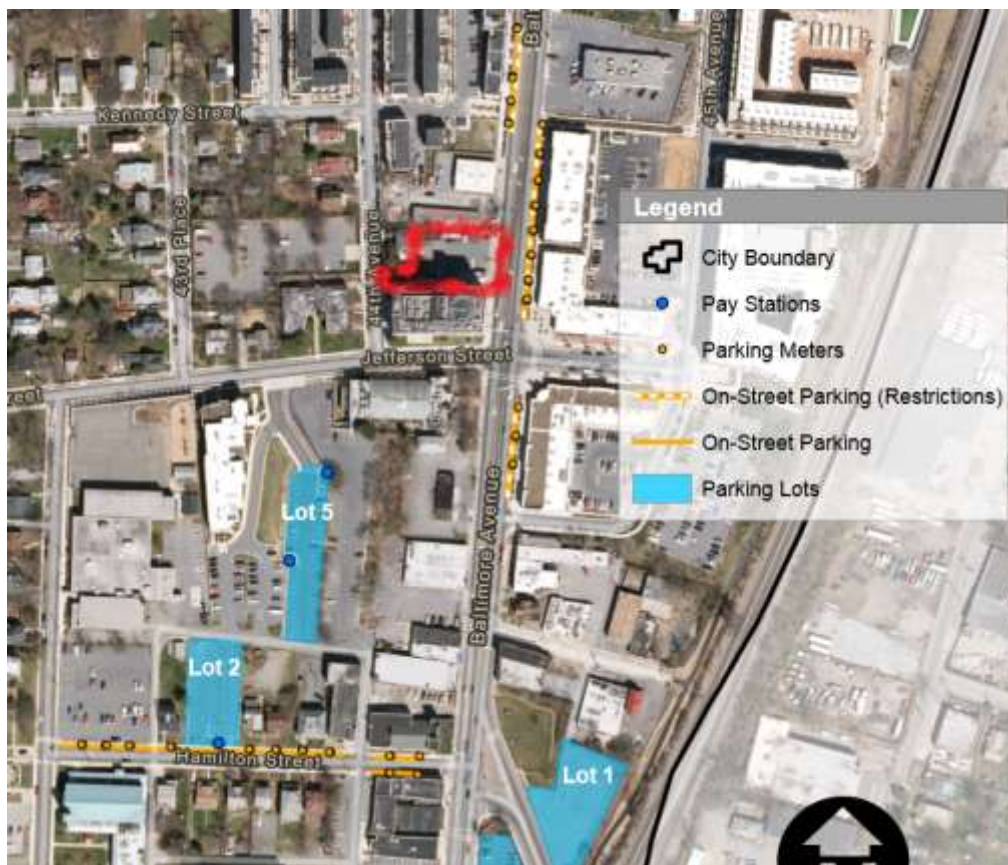 Bal
Kennedy Street
45th Avenue
43rd Place
44th Avenue
Legend
City Boundary
Pay Stations
Parking Meters
On-Street Parking (Restrictions)
On-Street Parking
Parking Lots
Jefferson Street
reet
Lot 5
Baltimore Avenue
Lot 2
Hamilton Street
Lot 1